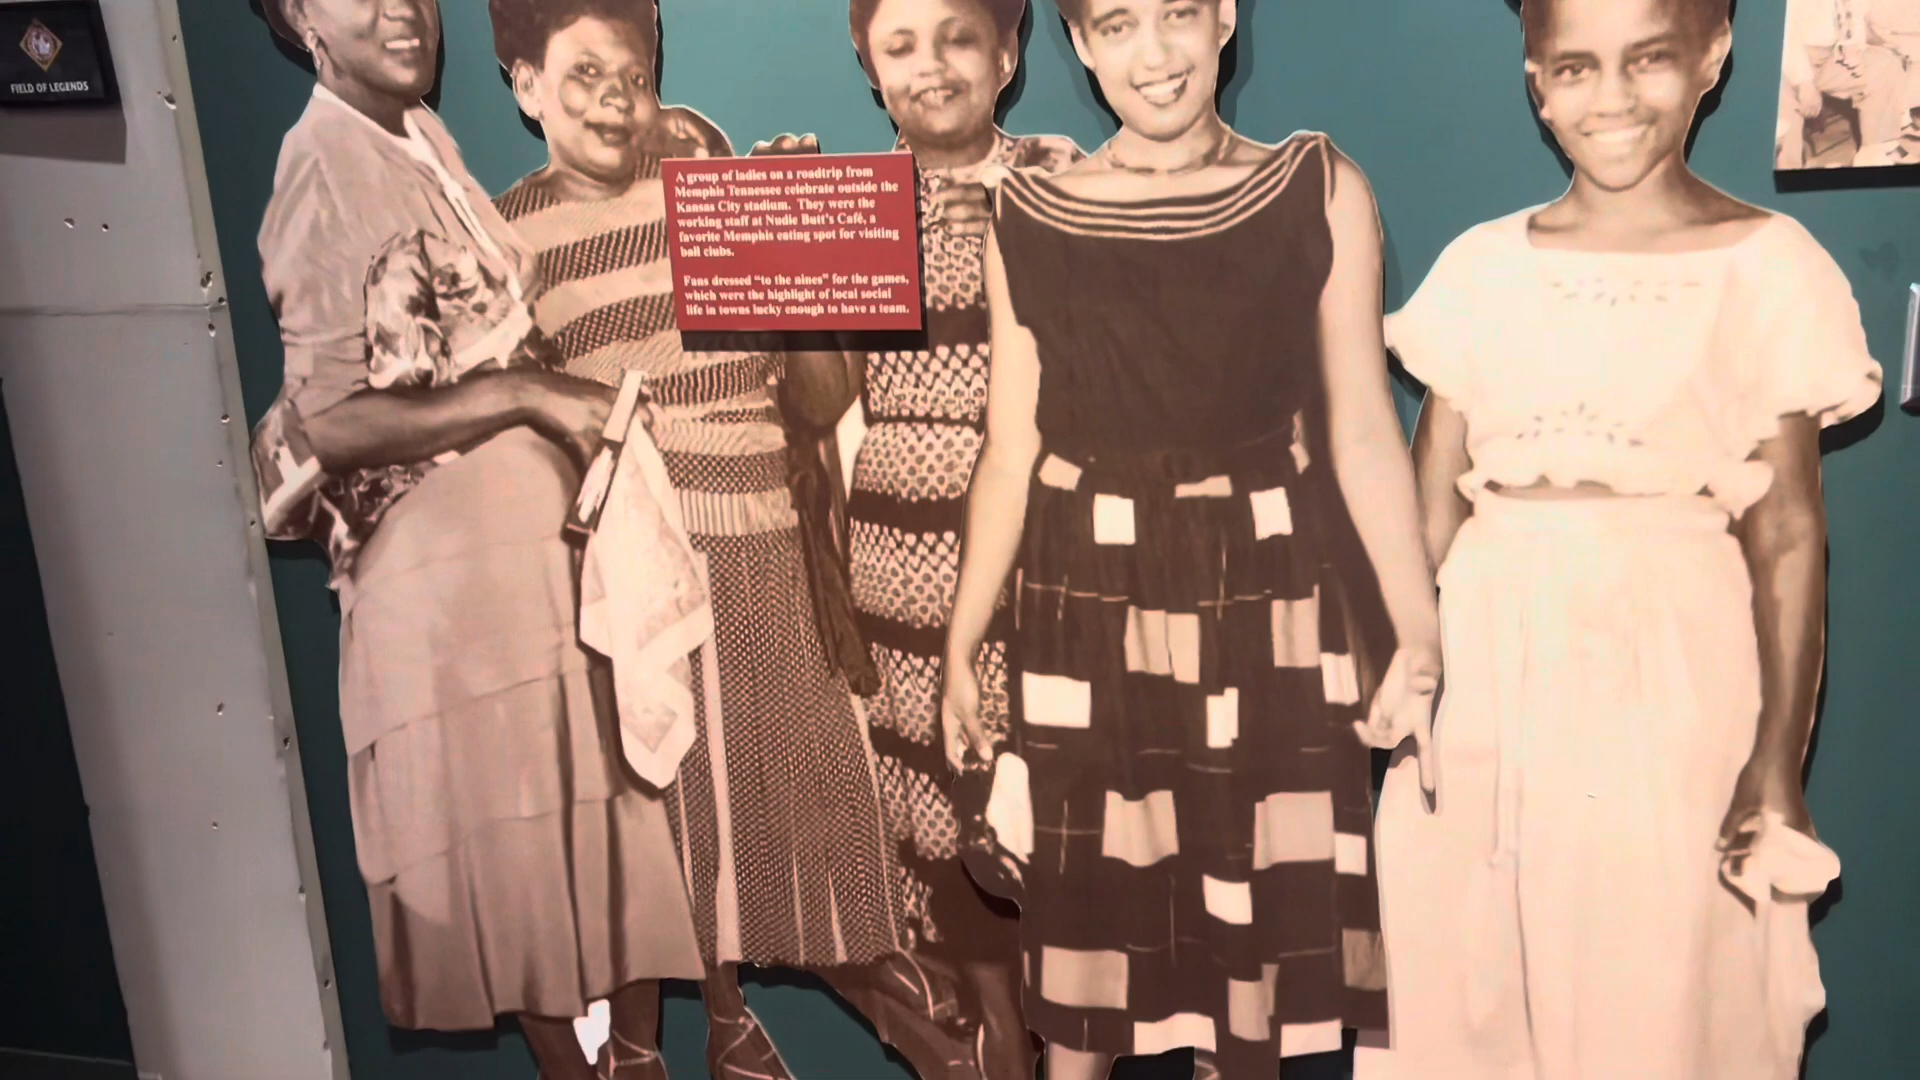 FIELD OF LEGENDS
A group of ladies on a roadtrip from
Memphis Tennessee celebrate outside the
Kansas City stadium. They were the
working staff at Nudie Butt's Café, a
favorite Memphis eating spot for visiting
ball clubs.
Fans dressed "to the nines" for the games,
which were the highlight of local social
life in towns lucky enough to have a team.